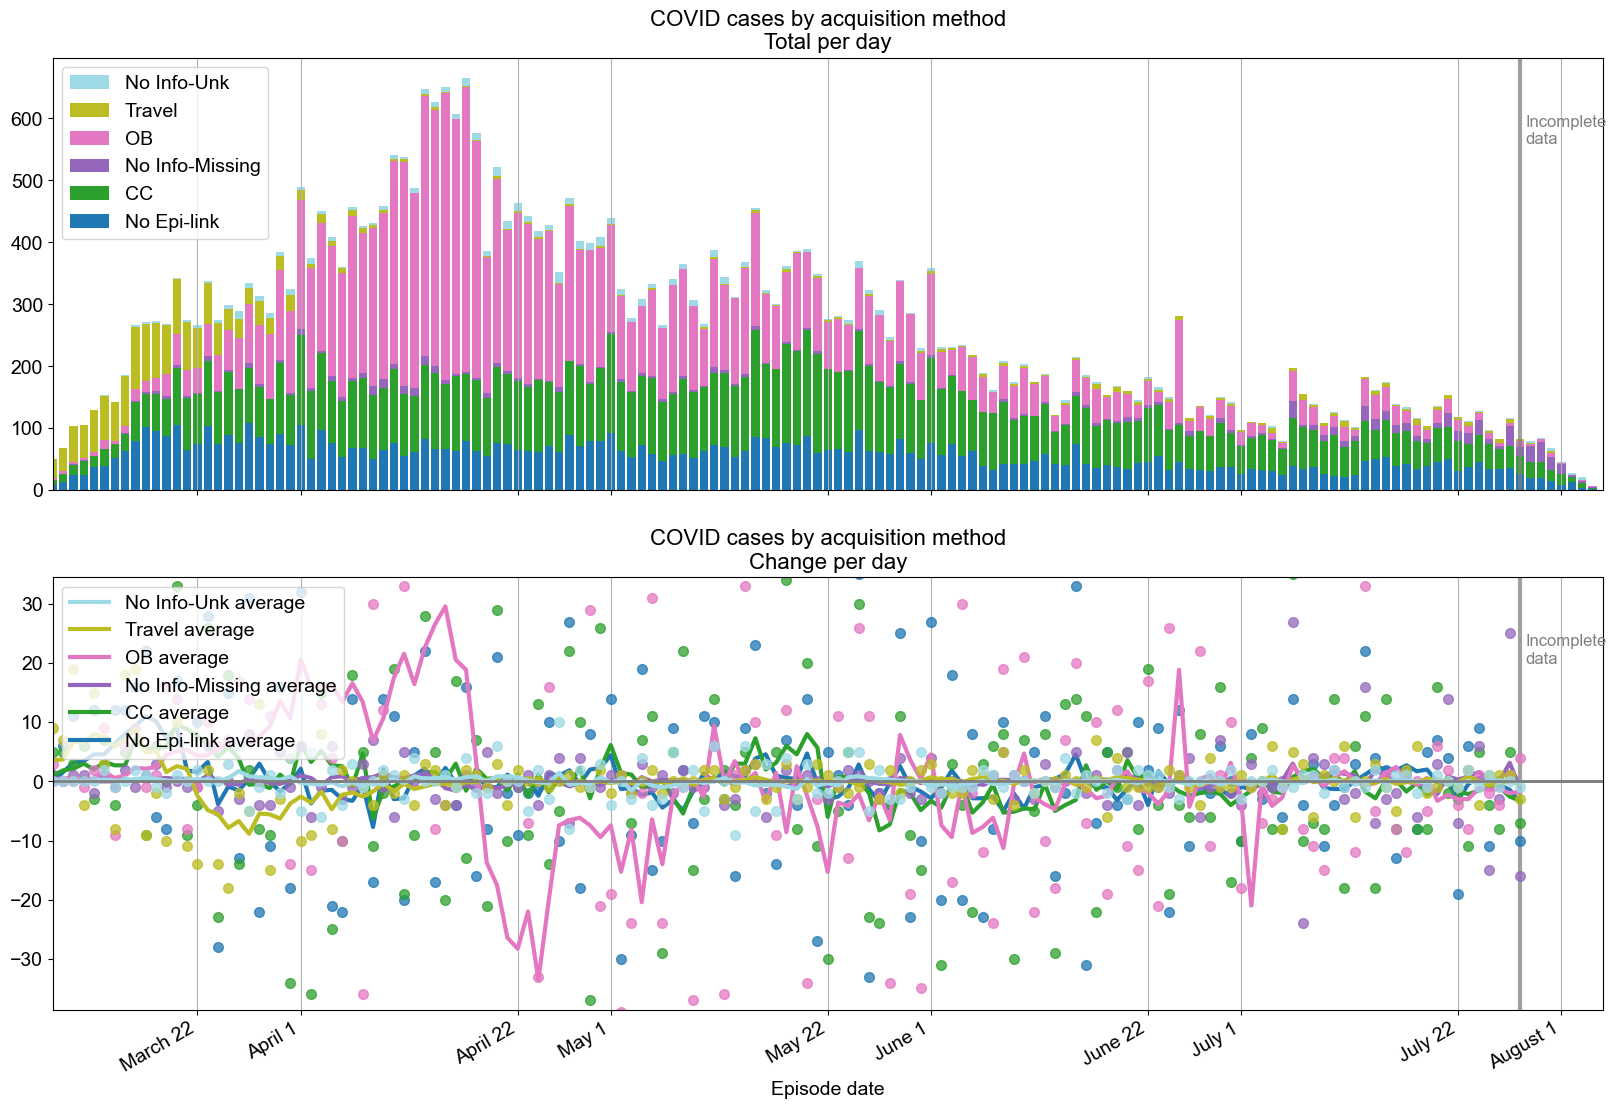 COVID cases by acquisition method
Total per day
No Info-Unk
Travel
OB
No Info-Missing
CC
No Epi-link
600
500
400
300
200
100
0
Incomplete
data
COVID cases by acquisition method
Change per day
No Info-Unk average
Travel average
OB average
No Info-Missing average
CC average
No Epi-link average
30
20
10
0
−10
−20
−30
Incomplete
data
March 22
April 1
April 22
May 1
May 22
June 1
June 22
July 1
July 22
August 1
Episode date